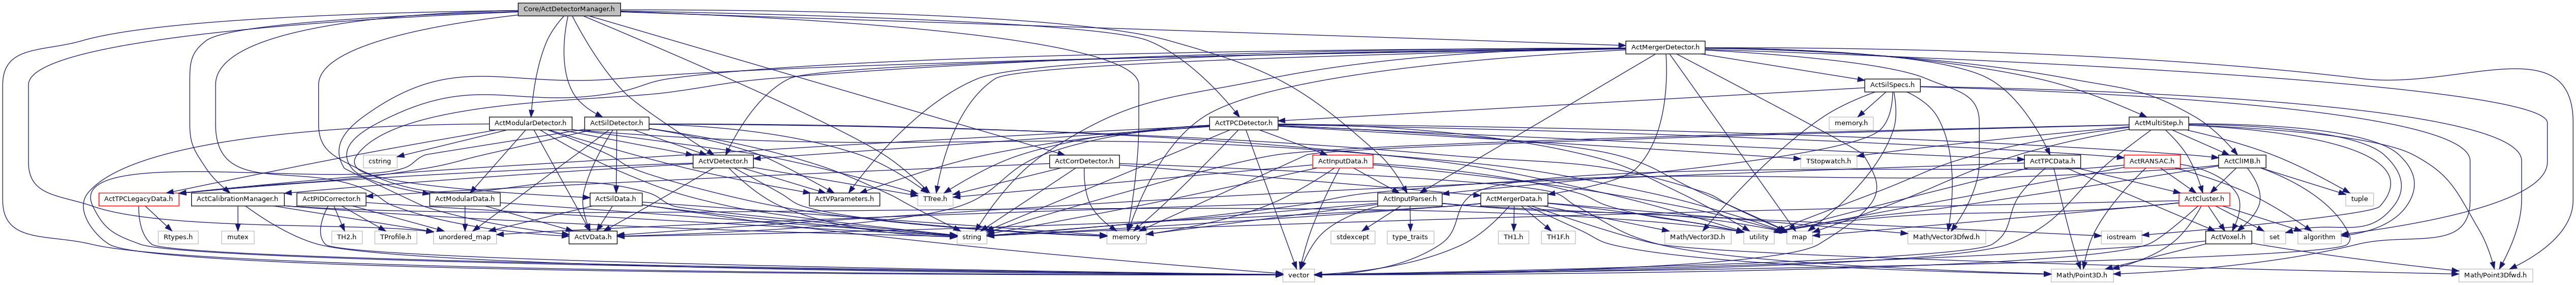 Core/ActDetectorManager.h
ActMergerDetector.h
ActSilSpecs.h
memory.h
ActModularDetector.h
ActSilDetector.h
ActTPCDetector.h
ActMultiStep.h
cstring
ActVDetector.h
ActCorrDetector.h
ActInputData.h
TStopwatch.h
ActTPCData.h
ActRANSAC.h
ActCliMB.h
ActTPCLegacyData.h
ActCalibrationManager.h
ActPIDCorrector.h
ActModularData.h
ActSilData.h
ActVParameters.h
TTree.h
ActInputParser.h
ActMergerData.h
ActCluster.h
tuple
Rtypes.h
mutex
TH2.h
TProfile.h
unordered_map
ActVData.h
string
memory
stdexcept
type_traits
TH1.h
TH1F.h
Math/Vector3D.h
utility
map
Math/Vector3Dfwd.h
iostream
ActVoxel.h
set
algorithm
vector
Math/Point3D.h
Math/Point3Dfwd.h